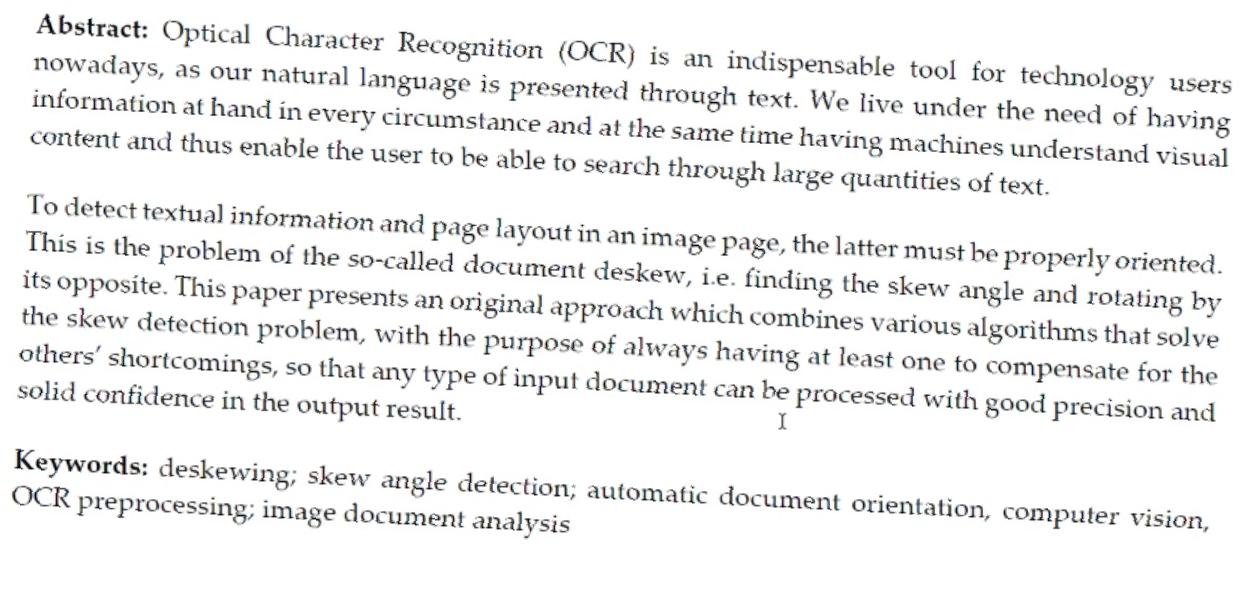 Abstract: Optical Character Recognition (OCR) is an indispensable tool for technology users
nowadays, as our natural language is presented through text. We live under the need of having
information at hand in every circumstance and at the same time having machines understand visual
content and thus enable the user to be able to search through large quantities of text.
To detect textual information and page layout in an image page, the latter must be properly oriented.
This is the problem of the so-called document deskew, i.e. finding the skew angle and rotating by
its opposite. This paper presents an original approach which combines various algorithms that solve
the skew detection problem, with the purpose of always having at least one to compensate for the
others’ shortcomings, so that any type of input document can be processed with good precision and
solid confidence in the output result.
Keywords: deskewing; skew angle detection; automatic document orientation, computer vision,
OCR preprocessing; image document analysis